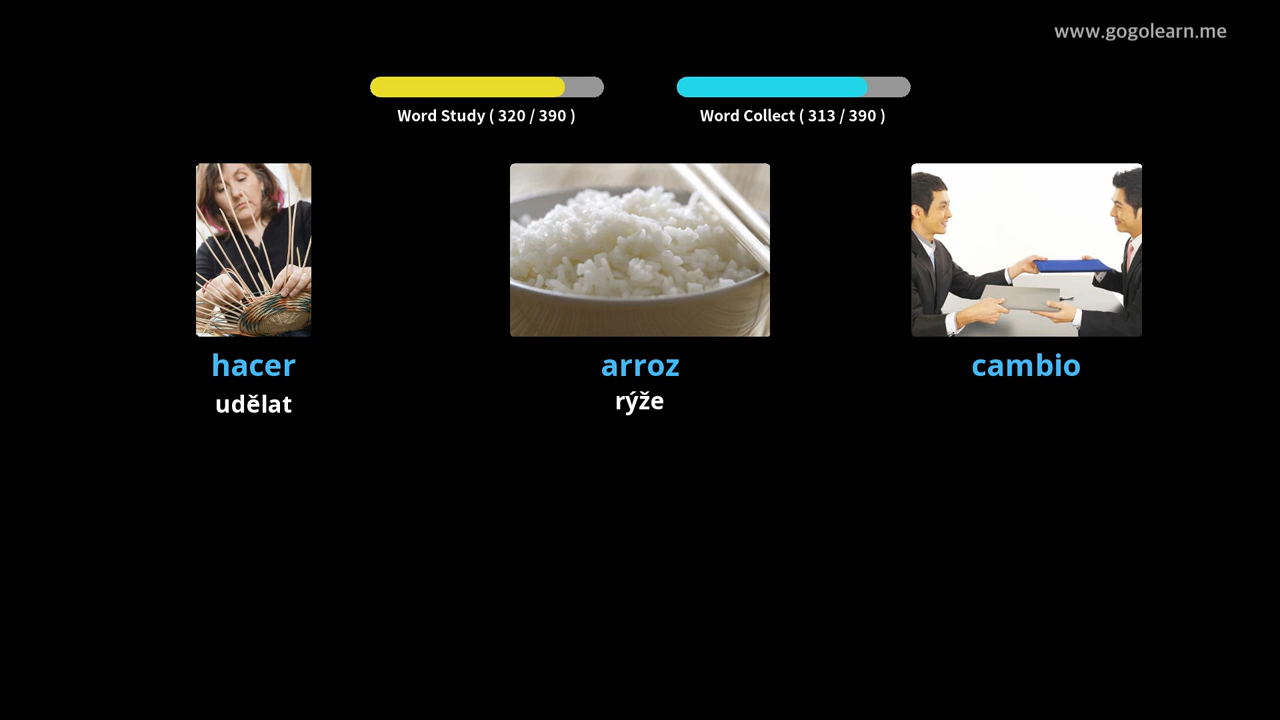 www.gogolearn.me
Word Study ( 320 / 390 )
Word Collect ( 313 / 390 )
hacer
udělat
arroz
rýže
cambio